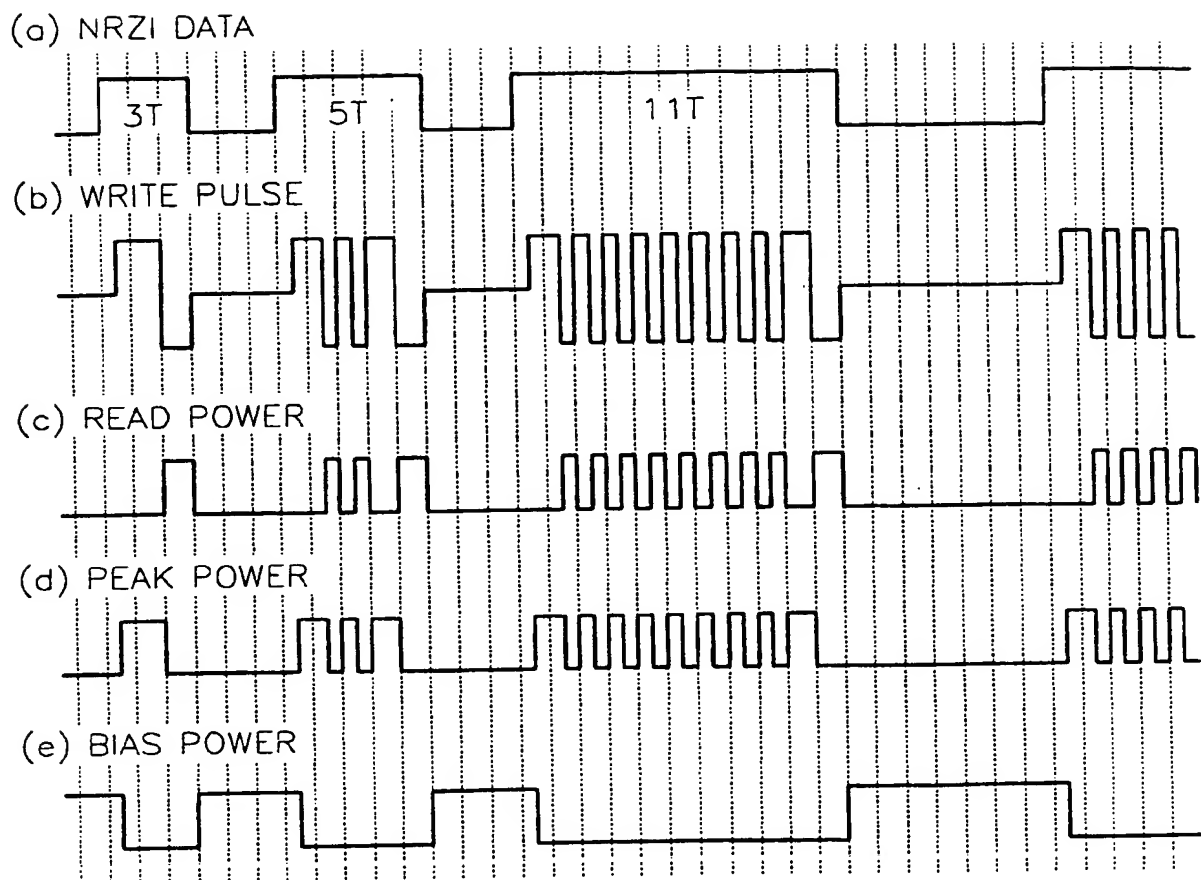 (a) NRZI DATA
3T 5T 11T
(b) WRITE PULSE
(c) READ POWER
(d) PEAK POWER
(e) BIAS POWER